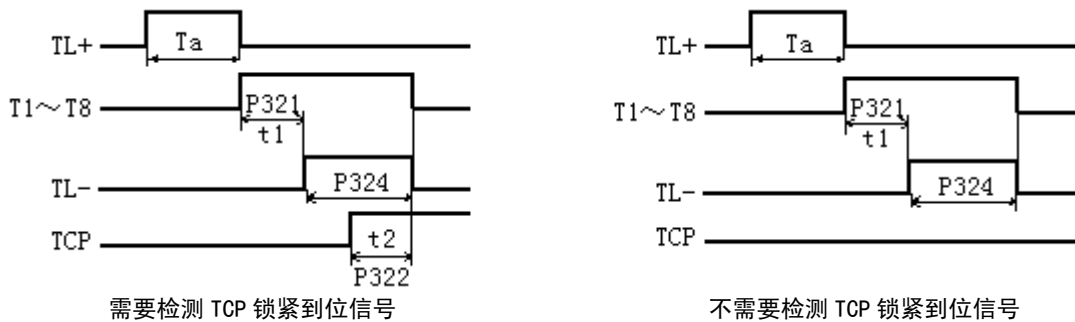 TL+ Ta
T1～T8 P321
t1
TL- P324
TCP t2
P322
需要检测 TCP 锁紧到位信号
TL+ Ta
T1～T8 P321
t1
TL- P324
TCP
不需要检测 TCP 锁紧到位信号